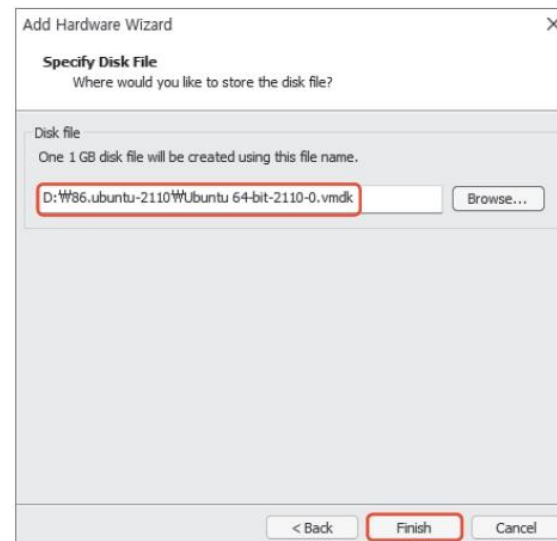 Add Hardware Wizard
Specify Disk File
Where would you like to store the disk file?
Disk file
One 1 GB disk file will be created using this file name.
D:₩86.ubuntu-2110₩Ubuntu 64-bit-2110-0.vmdk
Browse...
< Back
Finish
Cancel